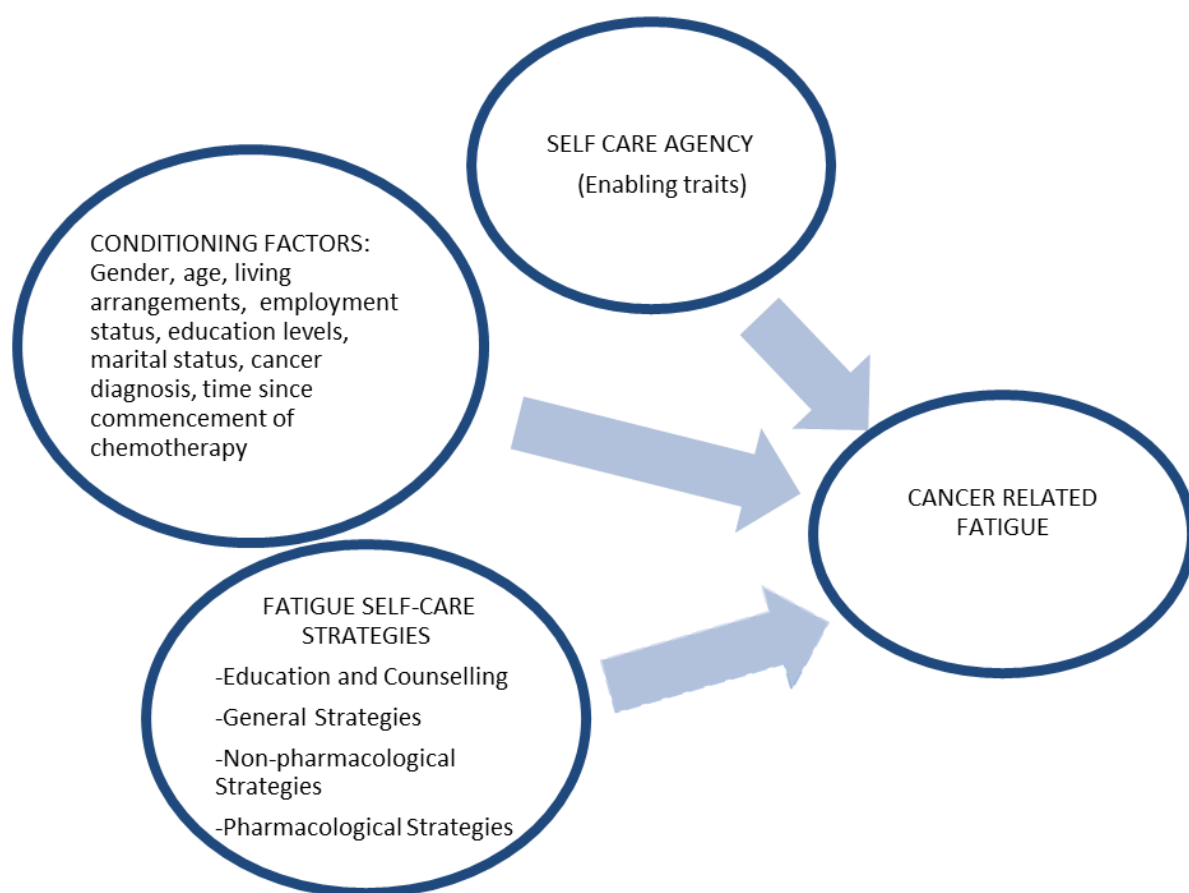 SELF CARE AGENCY
(Enabling traits)
CONDITIONING FACTORS:
Gender, age, living
arrangements, employment
status, education levels,
marital status, cancer
diagnosis, time since
commencement of
chemotherapy
CANCER RELATED
FATIGUE
FATIGUE SELF-CARE
STRATEGIES
-Education and Counselling
-General Strategies
-Non-pharmacological
Strategies
-Pharmacological Strategies